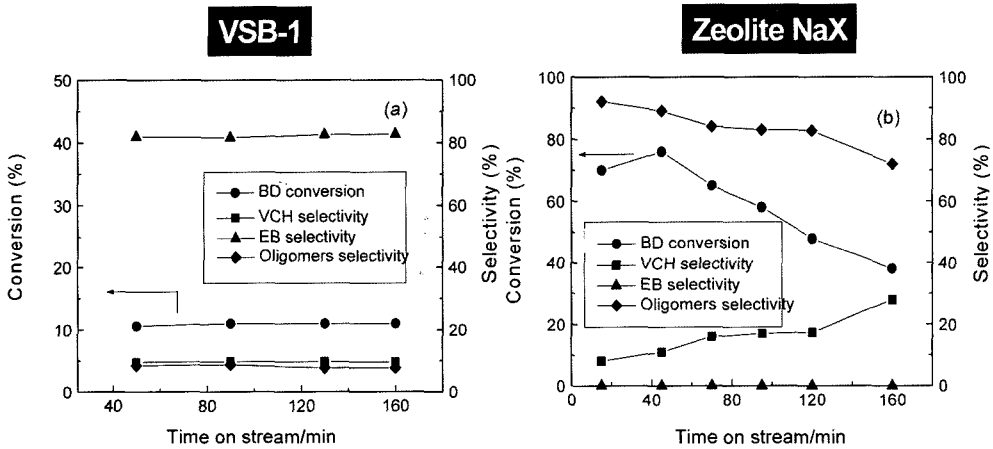 VSB-1
Zeolite NaX
50
40
30
20
10
0
Conversion (%)
100
80
60
40
20
0
Selectivity (%)
(a)
BD conversion
VCH selectivity
EB selectivity
Oligomers selectivity
40
80
120
160
Time on stream/min
100
80
60
40
20
0
Conversion (%)
100
80
60
40
20
0
Selectivity (%)
(b)
BD conversion
VCH selectivity
EB selectivity
Oligomers selectivity
0
40
80
120
160
Time on stream/min